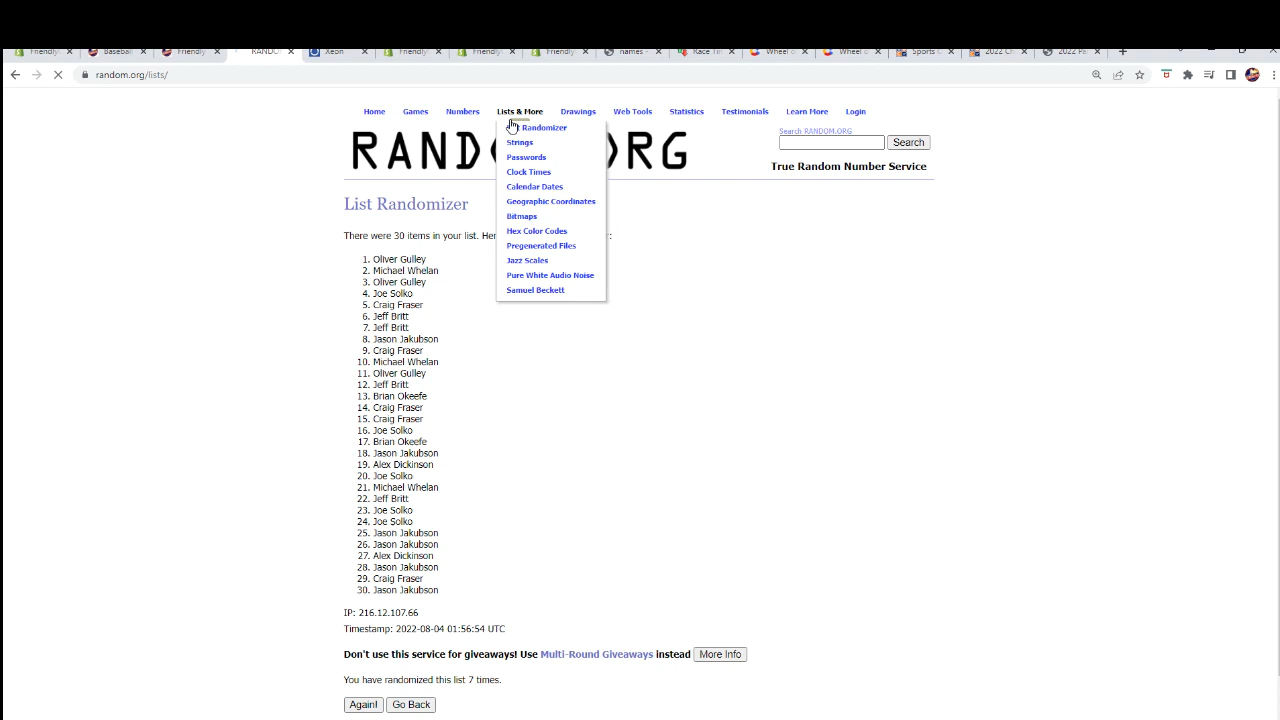 Friendly
Baseball
Friendly
RANDO
Xeon
Friendly
Friendly
Friendly
names -
Race Tim
Wheel o
Wheel o
Sports C
2022 Ch
random.org/lists/
Home Games Numbers Lists & More Drawings Web Tools Statistics Testimonials Learn More Login
Randomizer
Strings
Passwords
Clock Times
Calendar Dates
Geographic Coordinates
Bitmaps
Hex Color Codes
Pregenerated Files
Jazz Scales
Pure White Audio Noise
Samuel Beckett
RAND RG
Search RANDOM.ORG
Search
True Random Number Service
List Randomizer
There were 30 items in your list. Her :
1. Oliver Gulley
2. Michael Whelan
3. Oliver Gulley
4. Joe Solko
5. Craig Fraser
6. Jeff Britt
7. Jeff Britt
8. Jason Jakubson
9. Craig Fraser
10. Michael Whelan
11. Oliver Gulley
12. Jeff Britt
13. Brian Okeefe
14. Craig Fraser
15. Craig Fraser
16. Joe Solko
17. Brian Okeefe
18. Jason Jakubson
19. Alex Dickinson
20. Joe Solko
21. Michael Whelan
22. Jeff Britt
23. Joe Solko
24. Joe Solko
25. Jason Jakubson
26. Jason Jakubson
27. Alex Dickinson
28. Jason Jakubson
29. Craig Fraser
30. Jason Jakubson
IP: 216.12.107.66
Timestamp: 2022-08-04 01:56:54 UTC
Don't use this service for giveaways! Use Multi-Round Giveaways instead More Info
You have randomized this list 7 times.
Again! Go Back